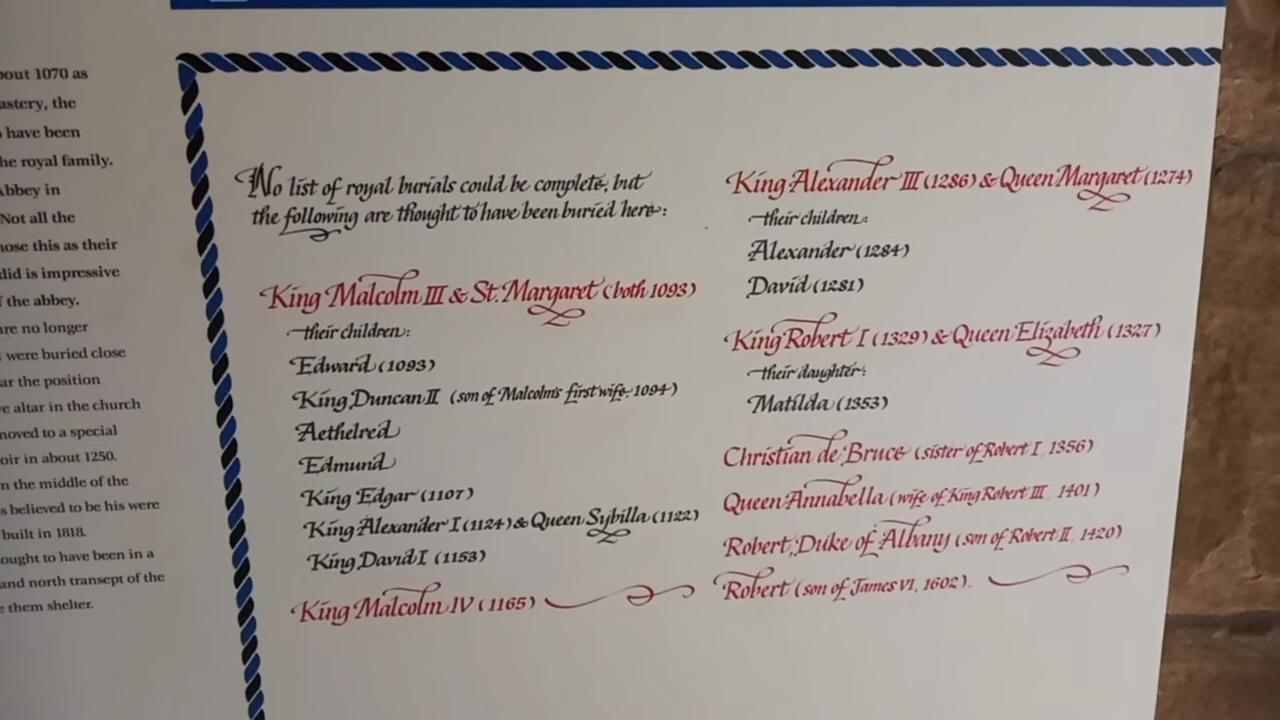 out 1070 as
astery, the
have been
he royal family.
Abbey in
Not all the
hose this as their
did is impressive
f the abbey.
are no longer
were buried close
ar the position
e altar in the church
moved to a special
oir in about 1250.
n the middle of the
s believed to be his were
built in 1818.
ought to have been in a
and north transept of the
e them shelter.
No list of royal burials could be complete, but
the following are thought to have been buried here:
King Malcolm III & St. Margaret (both 1093)
their children:
Edward (1093)
King Duncan II (son of Malcolm's first wife, 1094)
Aethelred
Edmund
King Edgar (1107)
King Alexander I (1124) & Queen Sybilla (1122)
King David I (1153)
King Malcolm IV (1165)
King Alexander III (1286) & Queen Margaret (1274)
their children:
Alexander (1284)
David (1281)
King Robert I (1329) & Queen Elizabeth (1327)
their daughter:
Matilda (1353)
Christian de Bruce (sister of Robert I, 1356)
Queen Annabella (wife of King Robert III, 1401)
Robert, Duke of Albany (son of Robert II, 1420)
Robert (son of James VI, 1602).